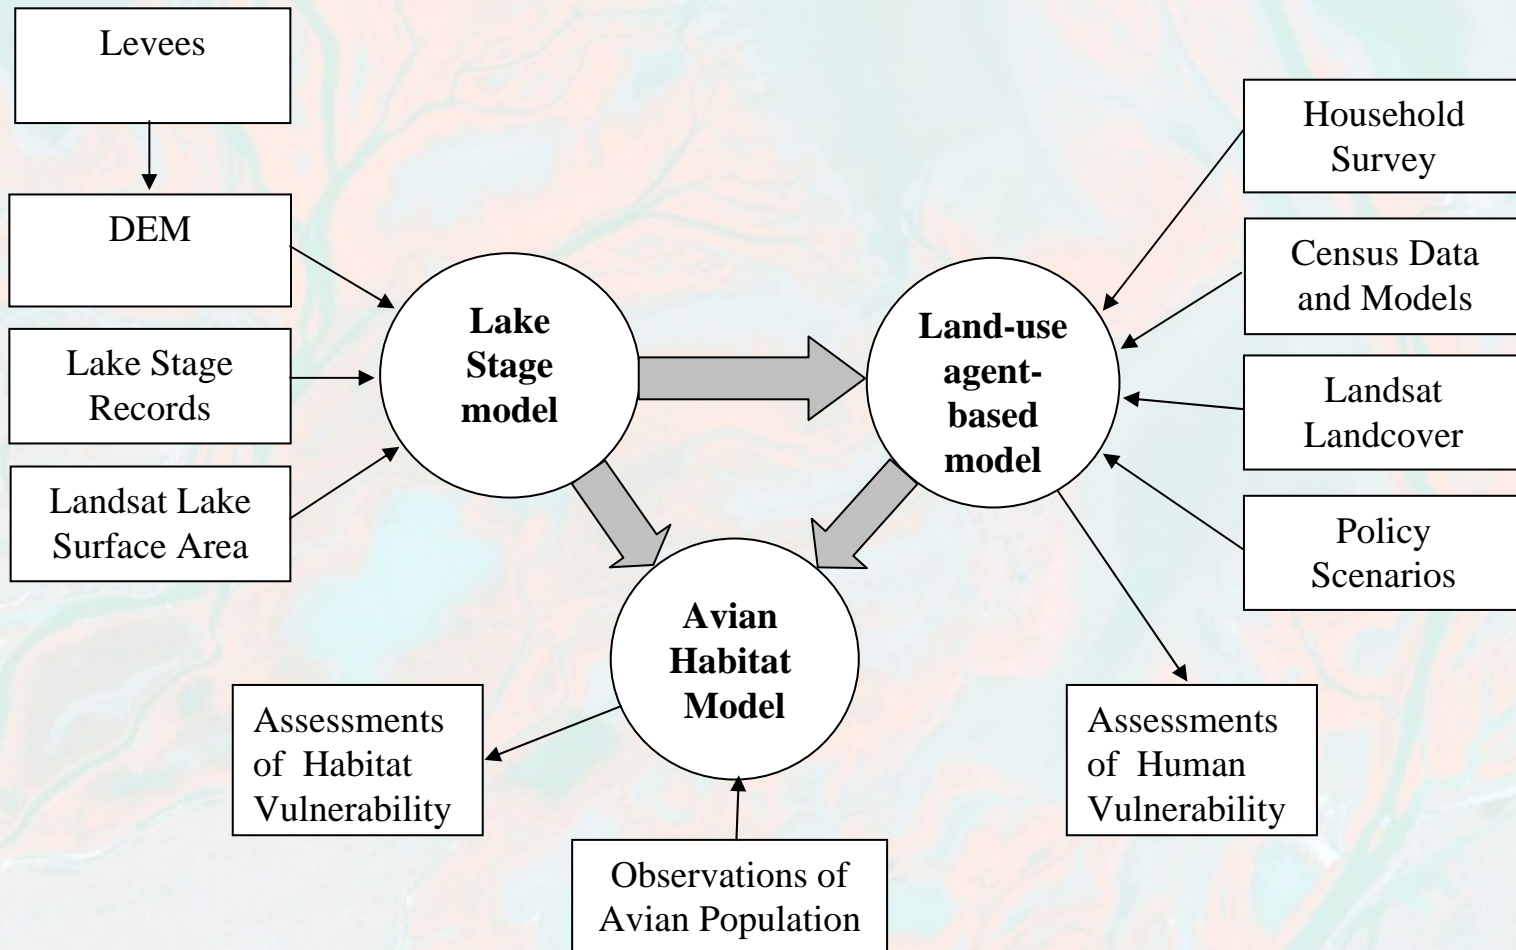 Levees
DEM
Lake Stage
Records
Landsat Lake
Surface Area
Lake
Stage
model
Land-use
agent-
based
model
Avian
Habitat
Model
Household
Survey
Census Data
and Models
Landsat
Landcover
Policy
Scenarios
Assessments
of Habitat
Vulnerability
Assessments
of Human
Vulnerability
Observations of
Avian Population